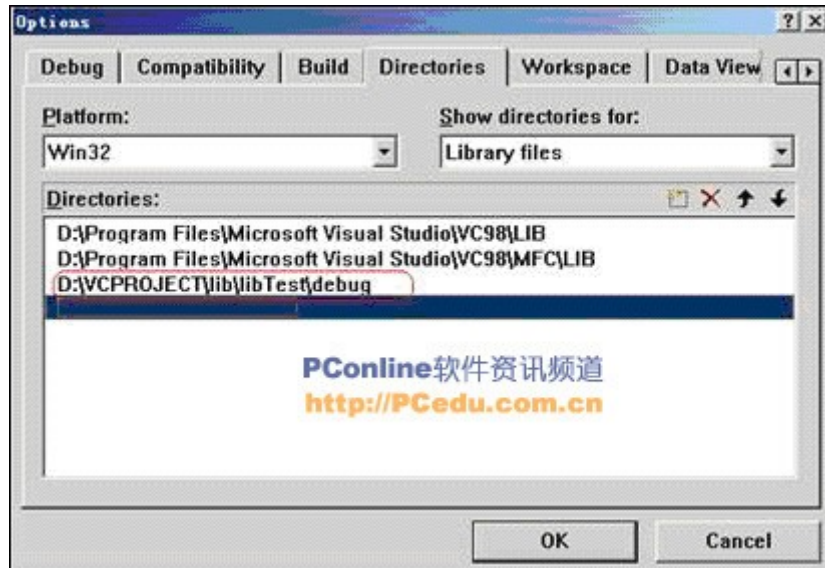 Options
Debug Compatibility Build Directories Workspace Data View
Platform: Show directories for:
Win32 Library files
Directories:
D:\Program Files\Microsoft Visual Studio\VC98\LIB
D:\Program Files\Microsoft Visual Studio\VC98\MFC\LIB
D:\VCPROJECT\lib\libTest\debug
PConline软件资讯频道
http://PCedu.com.cn
OK Cancel